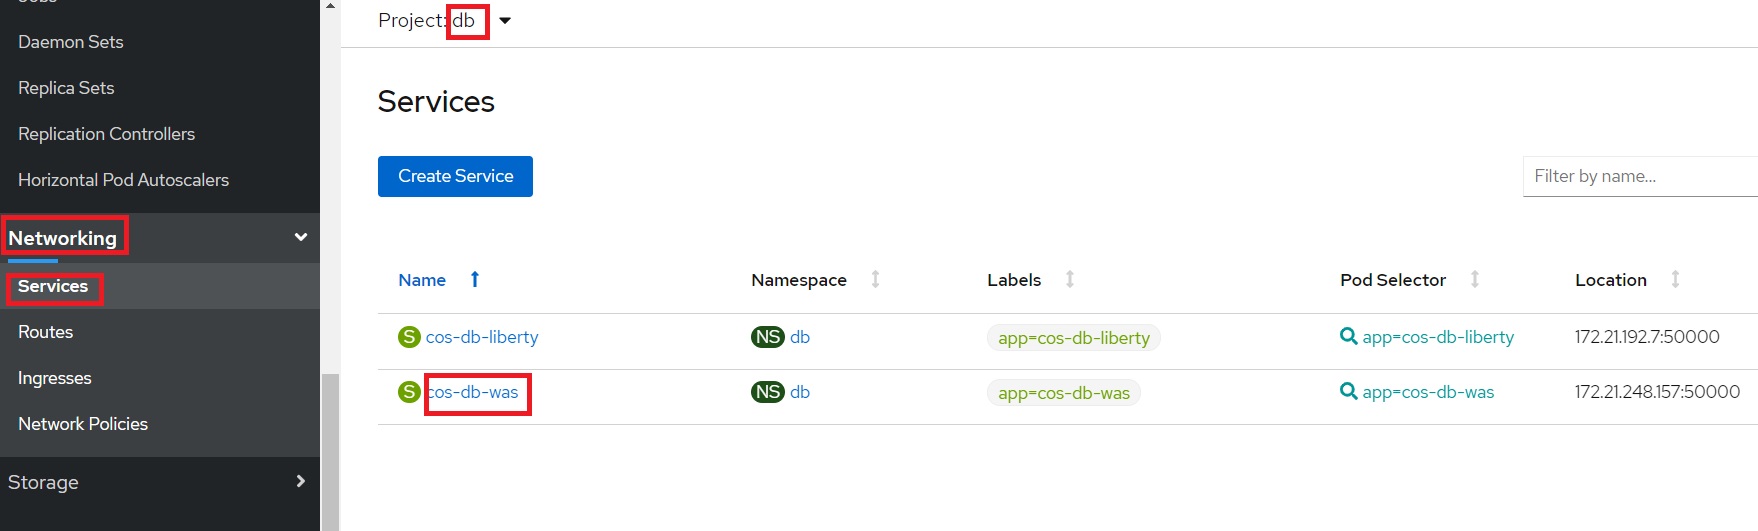 Daemon Sets
Replica Sets
Replication Controllers
Horizontal Pod Autoscalers
Networking
Services
Routes
Ingresses
Network Policies
Storage
Project: db
Services
Create Service
Filter by name...
Name Namespace Labels Pod Selector Location
S cos-db-liberty NS db app=cos-db-liberty app=cos-db-liberty 172.21.192.7:50000
S cos-db-was NS db app=cos-db-was app=cos-db-was 172.21.248.157:50000